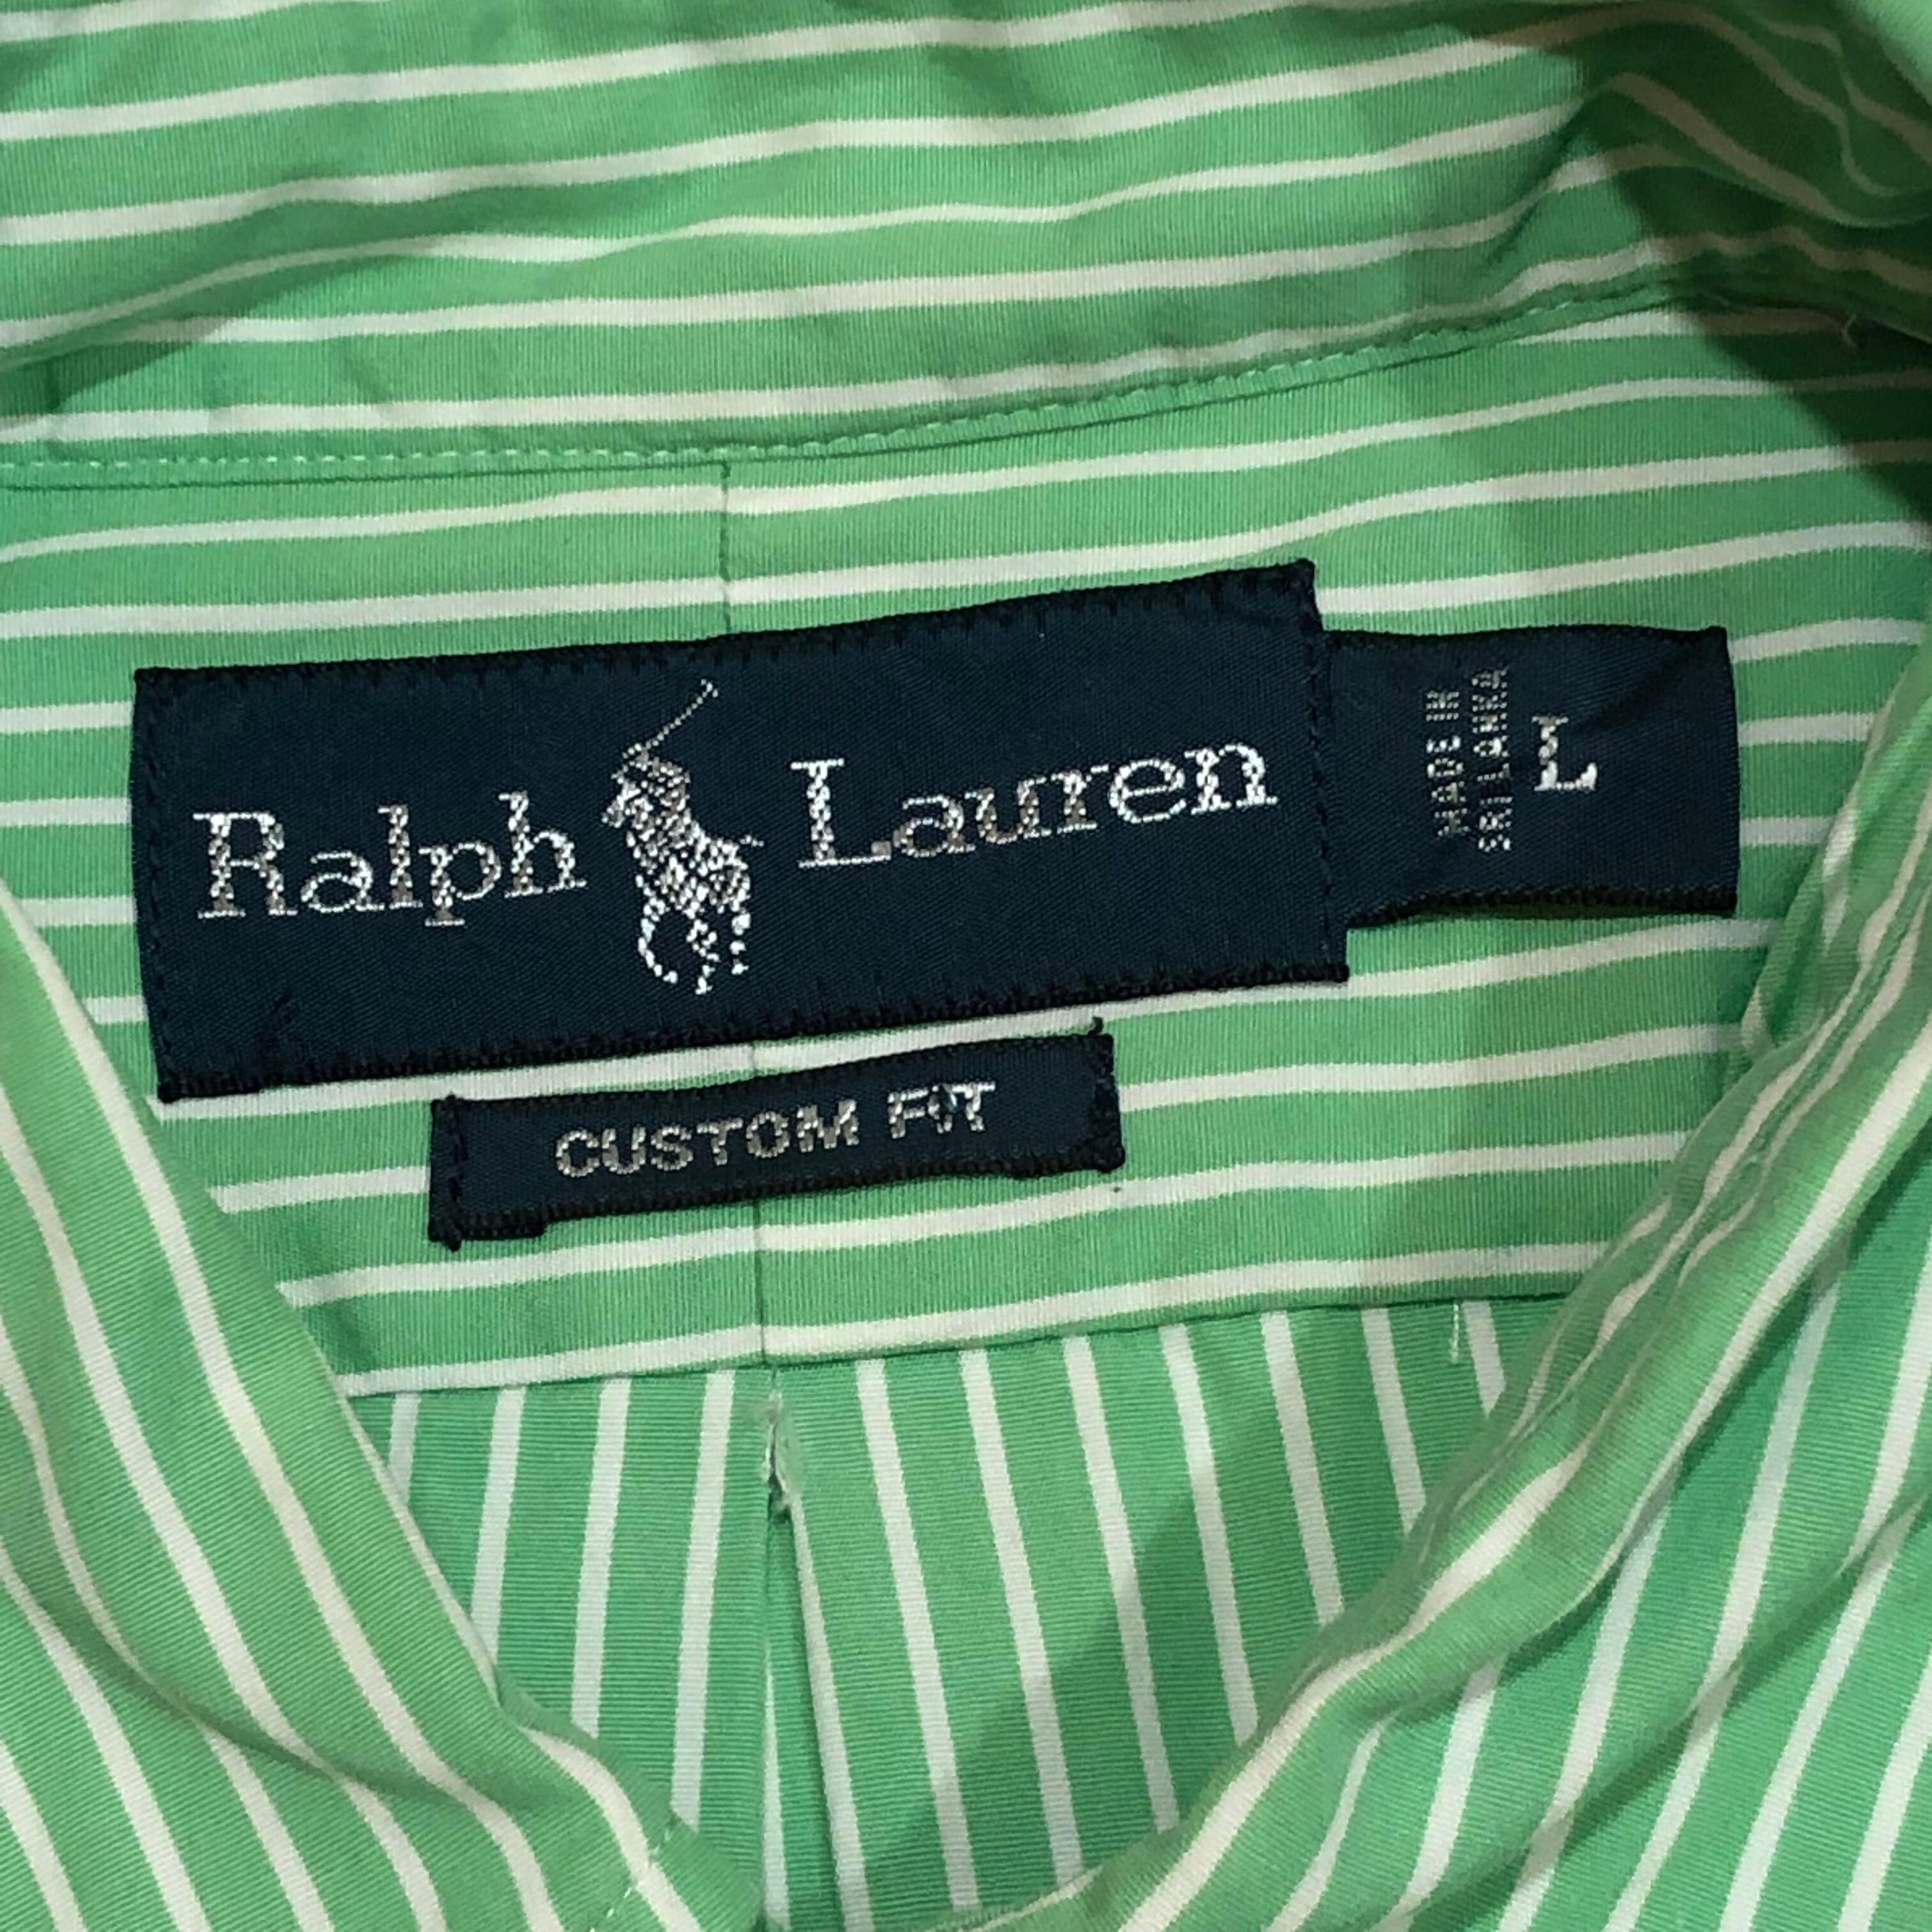 Ralph Lauren
MADE IN
SRI LANKA
L
CUSTOM FIT